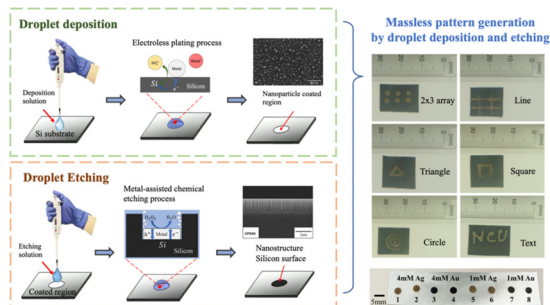 Droplet deposition
Electroless plating process
Metal
Si
Silicon
Deposition
solution
Si substrate
Nanoparticle coated
region
Droplet Etching
Metal-assisted chemical
etching process
Metal
Si
Silicon
Etching
solution
Coated region
Nanostructure
Silicon surface
Massless pattern generation
by droplet deposition and etching
2x3 array
Line
Triangle
Square
Circle
Text
NCU
4mM Ag 4mM Au 1mM Ag 1mM Au
5mm
1 2 3 4 5 6 7 8